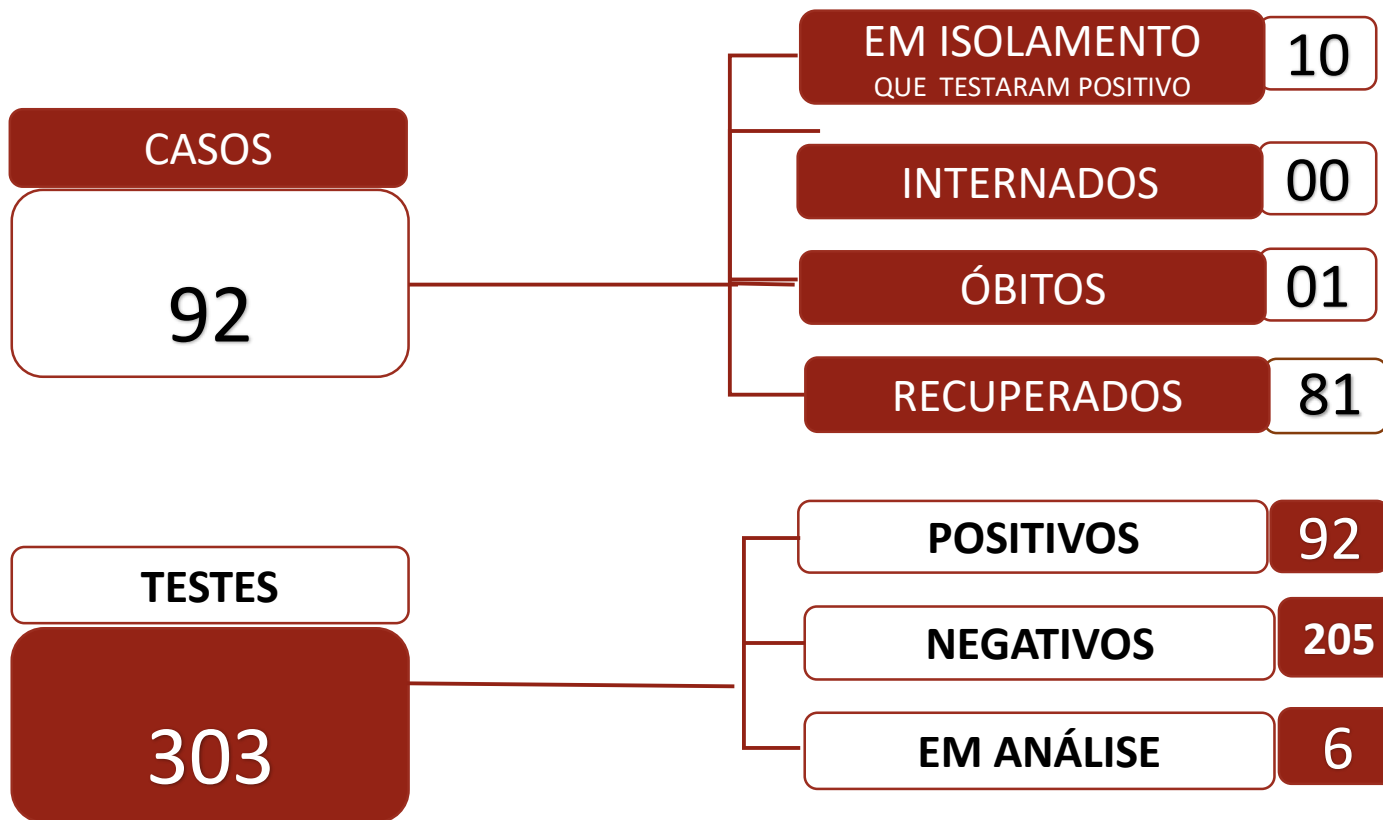 CASOS
92
EM ISOLAMENTO
QUE TESTARAM POSITIVO
10
INTERNADOS
00
ÓBITOS
01
RECUPERADOS
81
TESTES
303
POSITIVOS
92
NEGATIVOS
205
EM ANÁLISE
6